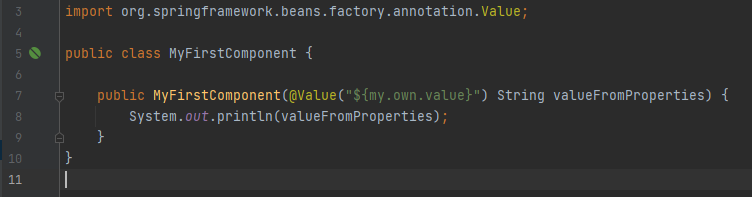 3 import org.springframework.beans.factory.annotation.Value;
4
5 public class MyFirstComponent {
6
7 public MyFirstComponent(@Value("${my.own.value}") String valueFromProperties) {
8 System.out.println(valueFromProperties);
9 }
10 }
11